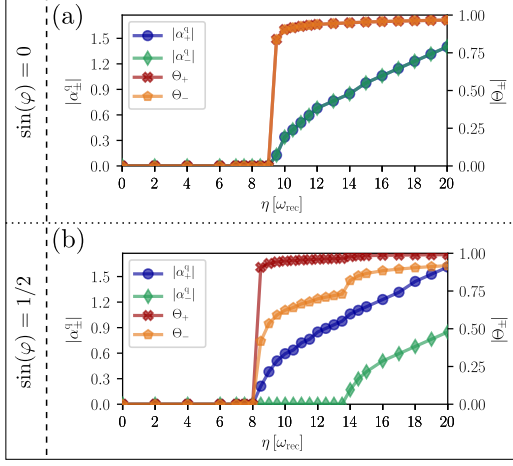 (a)
sin(φ) = 0
|α^q_±|
1.5
1.2
0.9
0.6
0.3
0.0
|α^q_+|
|α^q_−|
Θ_+
Θ_−
1.00
0.75
0.50
0.25
0.00
|Θ_±|
0 2 4 6 8 10 12 14 16 18 20
η [ω_rec]
(b)
sin(φ) = 1/2
|α^q_±|
1.5
1.2
0.9
0.6
0.3
0.0
|α^q_+|
|α^q_−|
Θ_+
Θ_−
1.00
0.75
0.50
0.25
0.00
|Θ_±|
0 2 4 6 8 10 12 14 16 18 20
η [ω_rec]